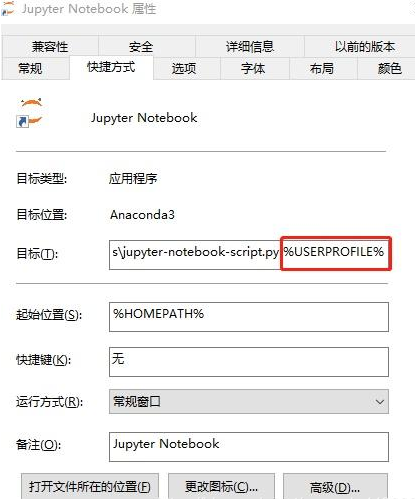 Jupyter Notebook 属性
兼容性 安全 详细信息 以前的版本
常规 快捷方式 选项 字体 布局 颜色
Jupyter Notebook
目标类型: 应用程序
目标位置: Anaconda3
目标(T): s\jupyter-notebook-script.py %USERPROFILE%
起始位置(S): %HOMEPATH%
快捷键(K): 无
运行方式(R): 常规窗口
备注(O): Jupyter Notebook
打开文件所在的位置(F) 更改图标(C)... 高级(D)...